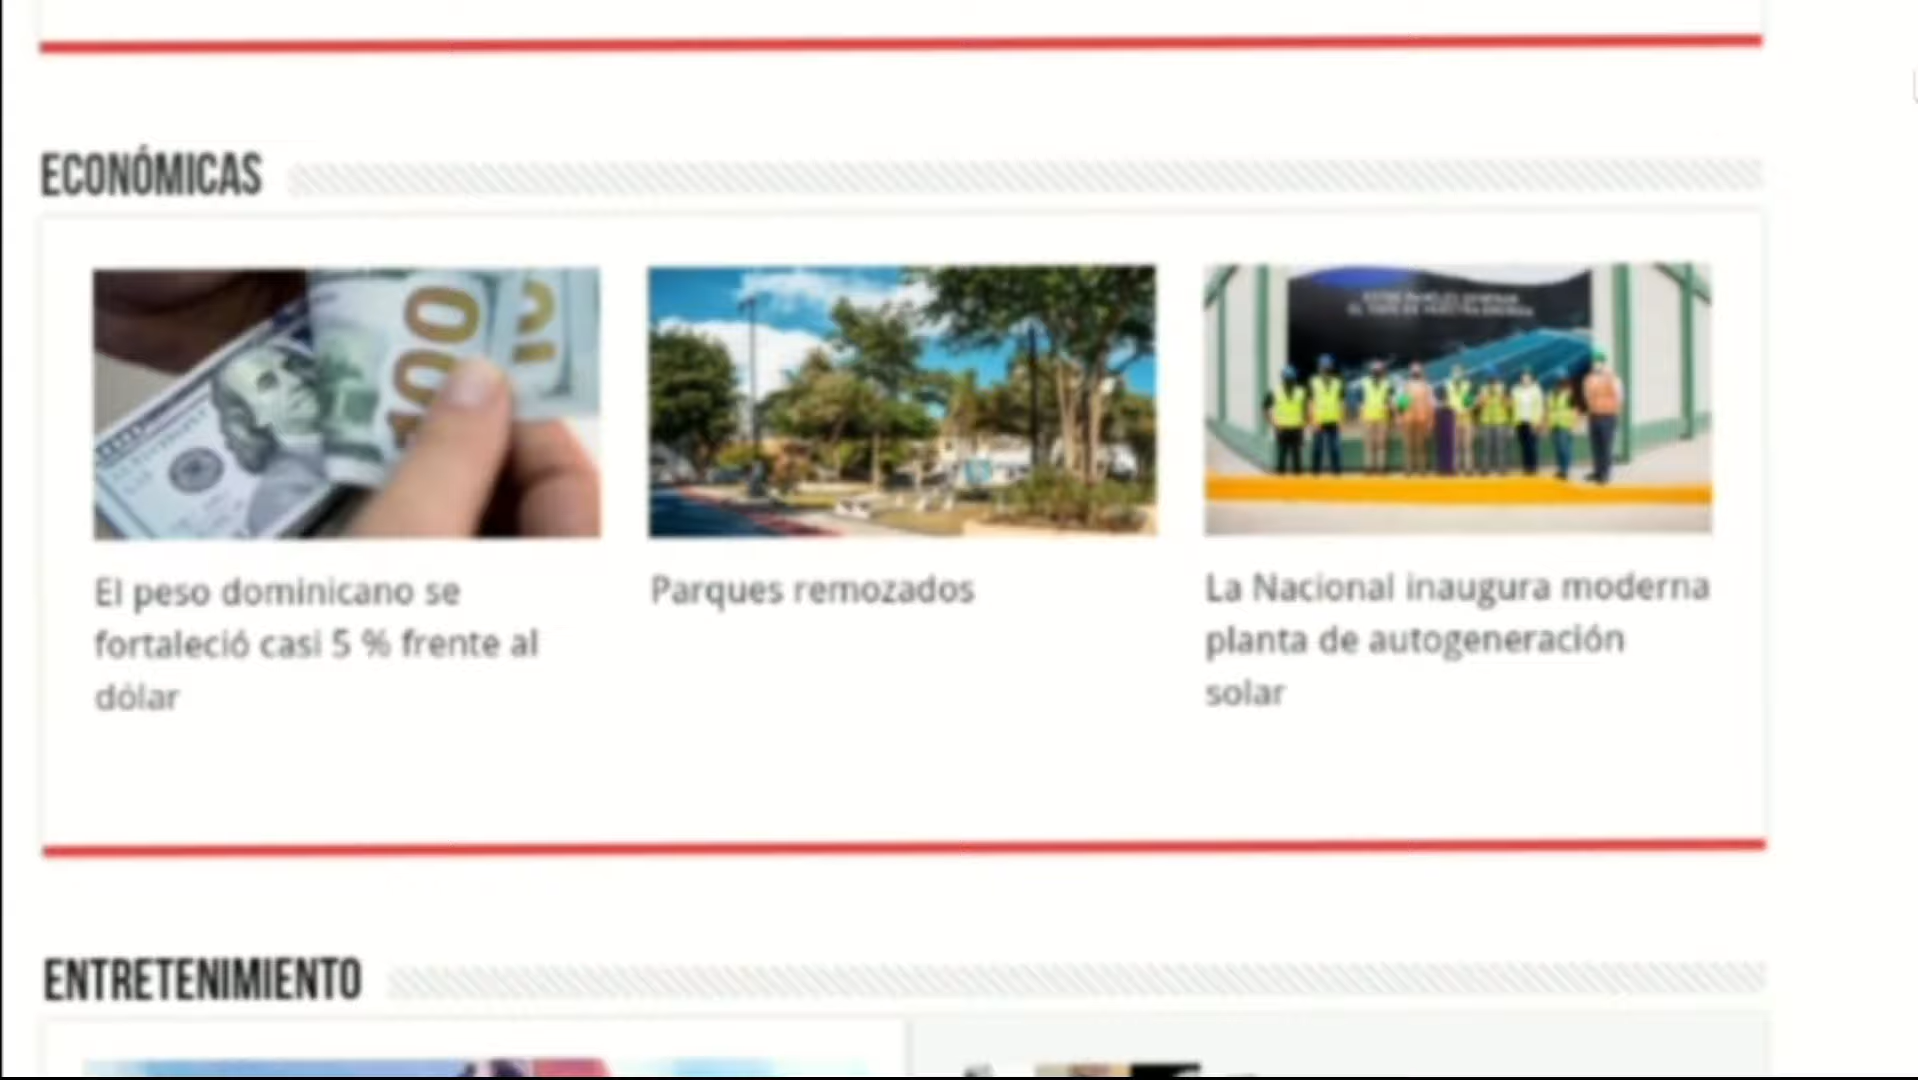 ECONÓMICAS
El peso dominicano se
fortaleció casi 5 % frente al
dólar
Parques remozados
La Nacional inaugura moderna
planta de autogeneración
solar
ENTRETENIMIENTO